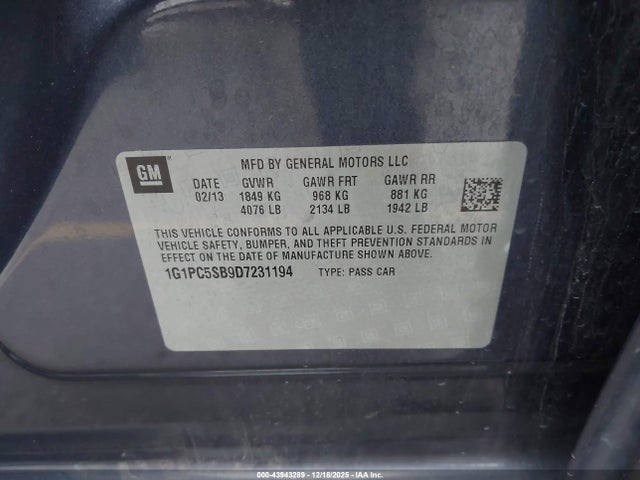 GM
MFD BY GENERAL MOTORS LLC
DATE GVWR GAWR FRT GAWR RR
02/13 1849 KG 968 KG 881 KG
4076 LB 2134 LB 1942 LB
THIS VEHICLE CONFORMS TO ALL APPLICABLE U.S. FEDERAL MOTOR
VEHICLE SAFETY, BUMPER, AND THEFT PREVENTION STANDARDS
IN EFFECT ON THE DATE OF MANUFACTURE SHOWN ABOVE.
1G1PC5SB9D7231194 TYPE: PASS CAR
000-43943289 - 12/18/2025 - Copyright © 2025 IAA, LLC.